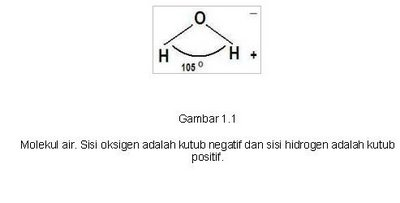 O −
H H +
105 o
Gambar 1.1
Molekul air. Sisi oksigen adalah kutub negatif dan sisi hidrogen adalah kutub
positif.